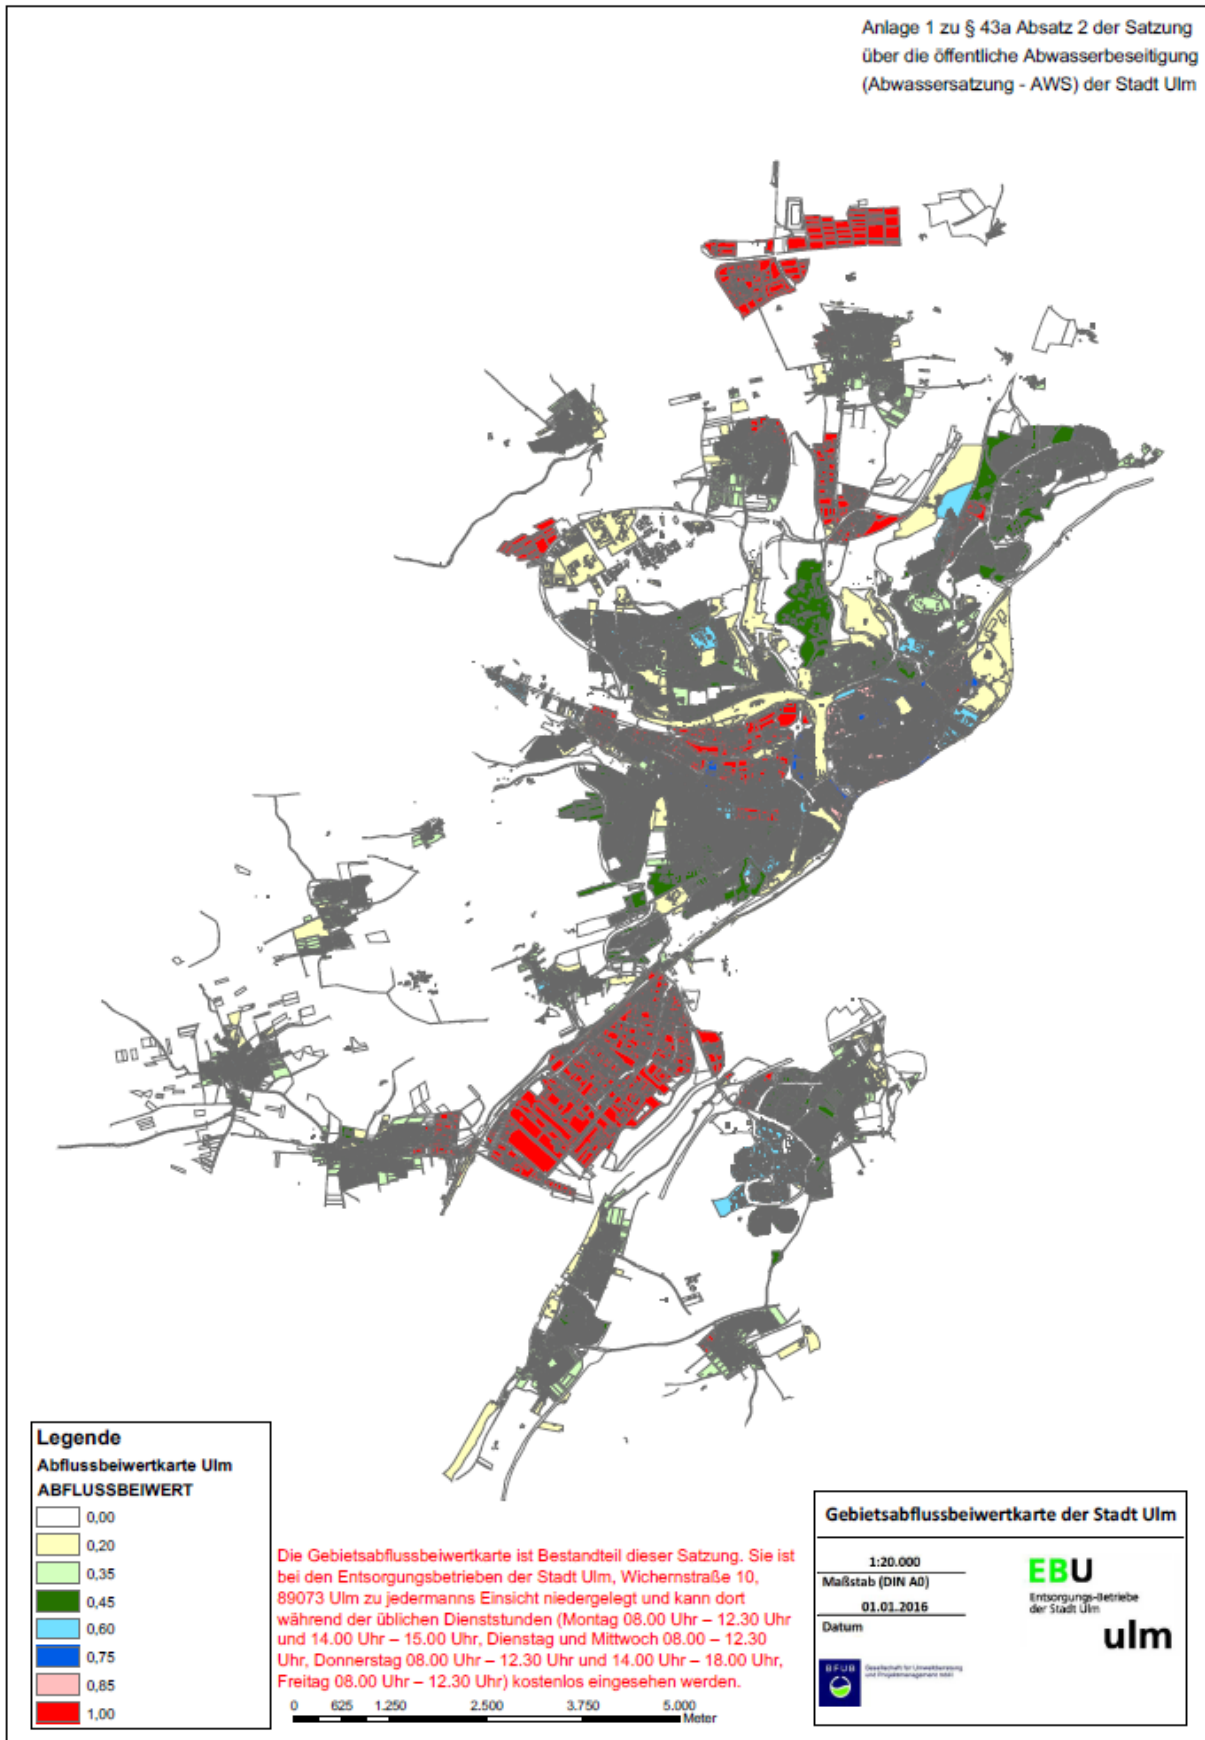 Anlage 1 zu § 43a Absatz 2 der Satzung
über die öffentliche Abwasserbeseitigung
(Abwassersatzung - AWS) der Stadt Ulm
Legende
Abflussbeiwertkarte Ulm
ABFLUSSBEIWERT
0,00
0,20
0,35
0,45
0,60
0,75
0,85
1,00
Die Gebietsabflussbeiwertkarte ist Bestandteil dieser Satzung. Sie ist
bei den Entsorgungsbetrieben der Stadt Ulm, Wichernstraße 10,
89073 Ulm zu jedermanns Einsicht niedergelegt und kann dort
während der üblichen Dienststunden (Montag 08.00 Uhr – 12.30 Uhr
und 14.00 Uhr – 15.00 Uhr, Dienstag und Mittwoch 08.00 – 12.30
Uhr, Donnerstag 08.00 Uhr – 12.30 Uhr und 14.00 Uhr – 18.00 Uhr,
Freitag 08.00 Uhr – 12.30 Uhr) kostenlos eingesehen werden.
0 625 1.250 2.500 3.750 5.000
Meter
Gebietsabflussbeiwertkarte der Stadt Ulm
1:20.000
Maßstab (DIN A0)
01.01.2016
Datum
EBU
Entsorgungs-Betriebe
der Stadt Ulm
ulm
BFUB
Gesellschaft für Umweltberatung
und Projektmanagement mbH